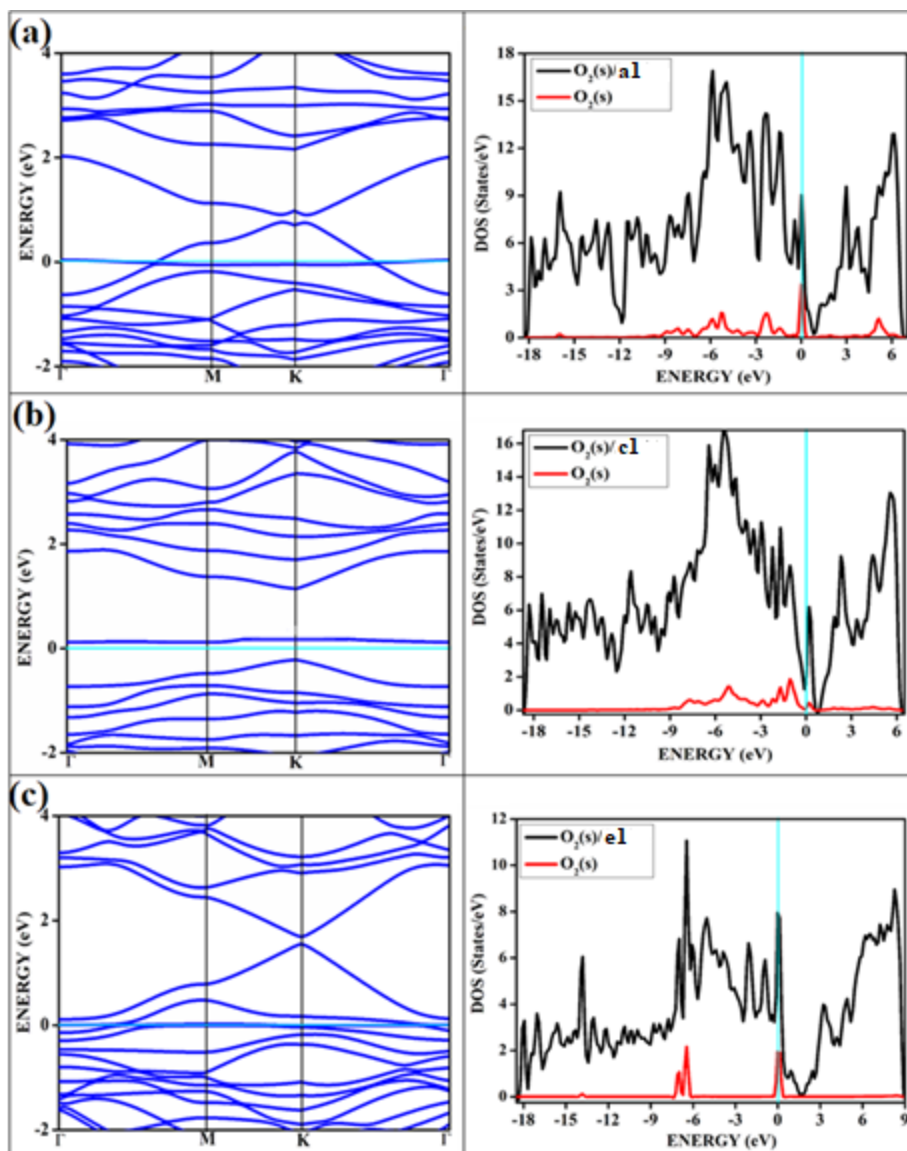 (a)
4
2
0
-2
ENERGY (eV)
Γ M K Γ
18
15
12
9
6
3
0
DOS (States/eV)
O₂(s)/ al
O₂(s)
-18 -15 -12 -9 -6 -3 0 3 6
ENERGY (eV)
(b)
4
2
0
-2
ENERGY (eV)
Γ M K Γ
16
14
12
10
8
6
4
2
0
DOS (States/eV)
O₂(s)/ cl
O₂(s)
-18 -15 -12 -9 -6 -3 0 3 6
ENERGY (eV)
(c)
4
2
0
-2
ENERGY (eV)
Γ M K Γ
12
10
8
6
4
2
0
DOS (States/eV)
O₂(s)/ el
O₂(s)
-18 -15 -12 -9 -6 -3 0 3 6 9
ENERGY (eV)